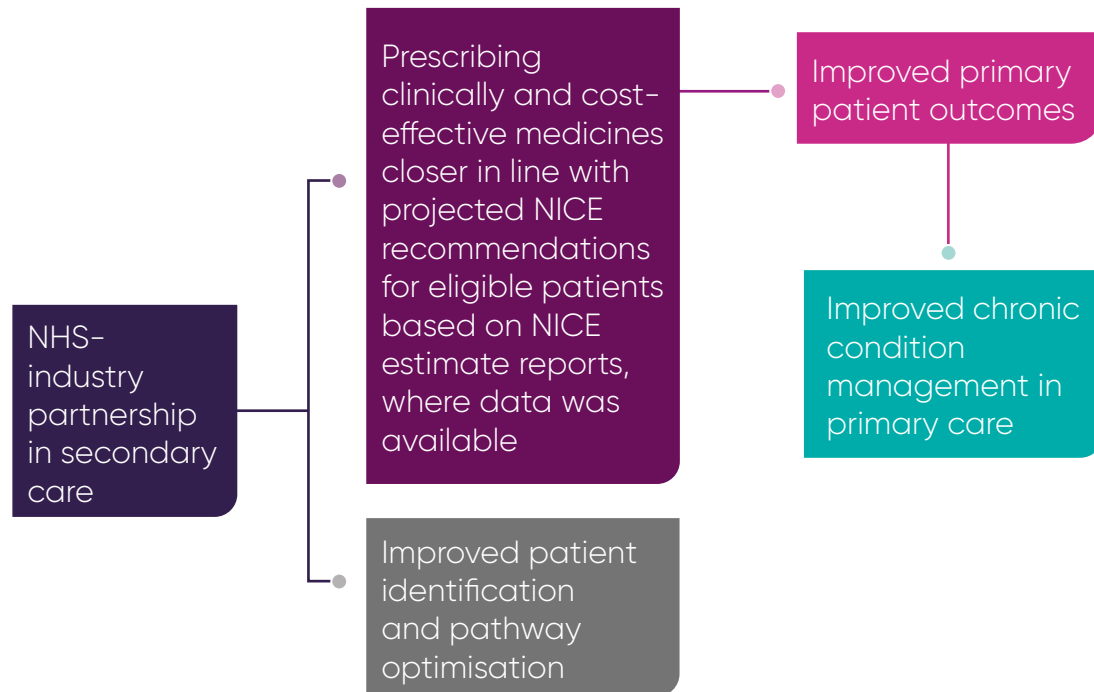 NHS-
industry
partnership
in secondary
care
Prescribing
clinically and cost-
effective medicines
closer in line with
projected NICE
recommendations
for eligible patients
based on NICE
estimate reports,
where data was
available
Improved patient
identification
and pathway
optimisation
Improved primary
patient outcomes
Improved chronic
condition
management in
primary care